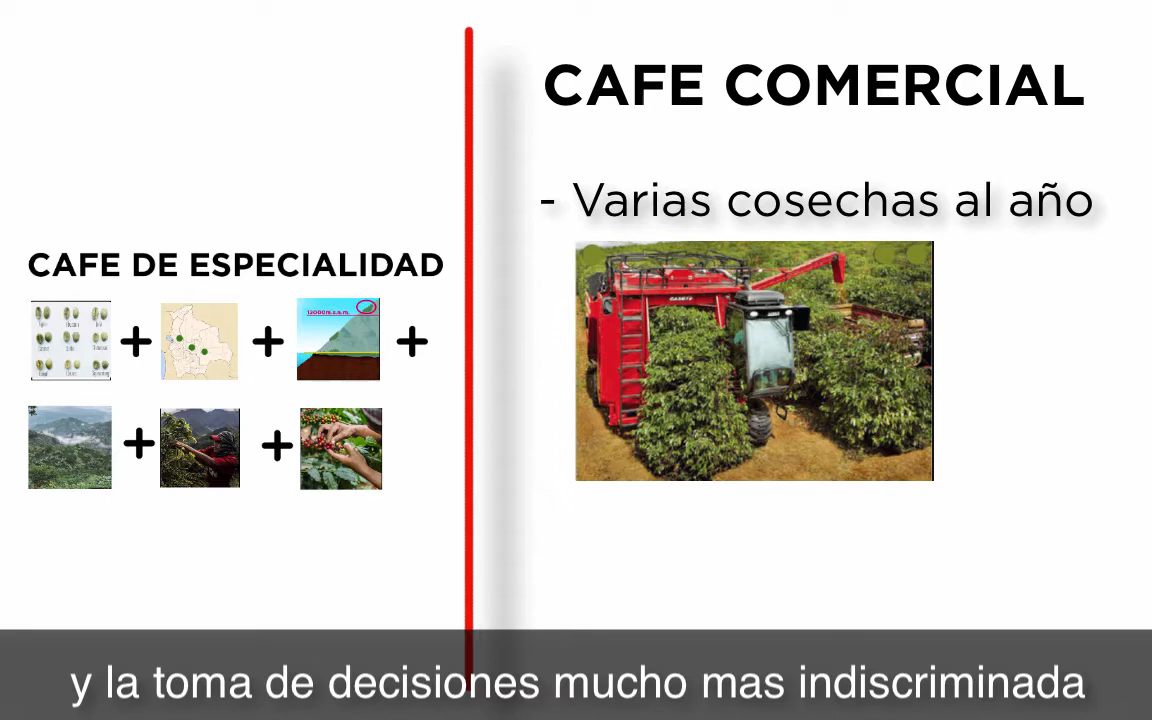 CAFE COMERCIAL
- Varias cosechas al año
CAFE DE ESPECIALIDAD
+ + +
+ +
y la toma de decisiones mucho mas indiscriminada